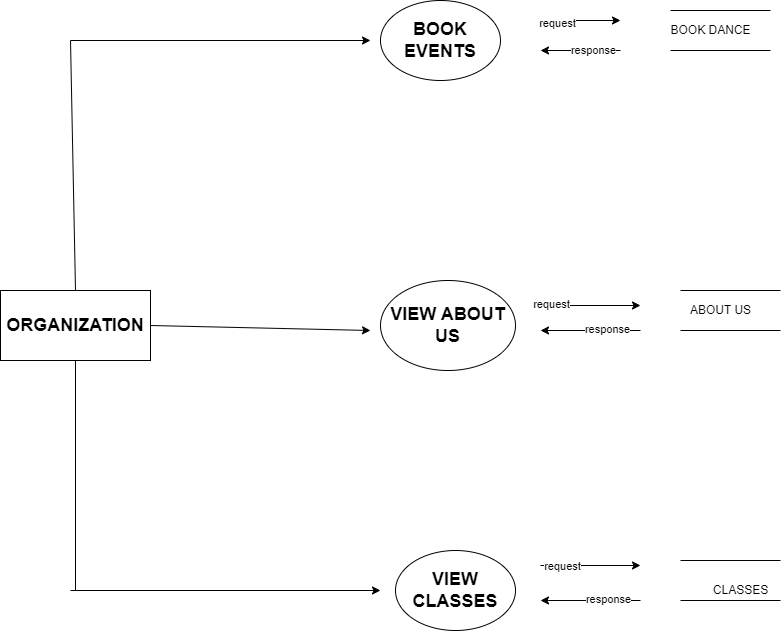 BOOK
EVENTS
request
response
BOOK DANCE
ORGANIZATION
VIEW ABOUT
US
request
response
ABOUT US
VIEW
CLASSES
request
response
CLASSES